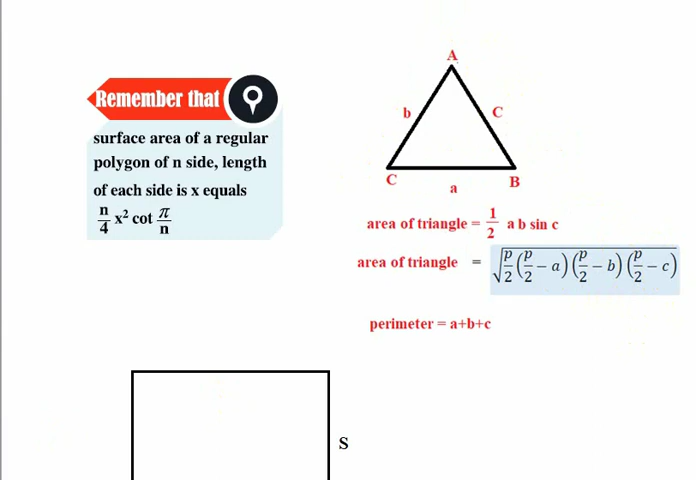 Remember that
surface area of a regular
polygon of n side, length
of each side is x equals
n/4 x² cot π/n
A
b
C
C
B
a
area of triangle = 1/2 a b sin c
area of triangle = √(p/2(p/2 − a)(p/2 − b)(p/2 − c))
perimeter = a+b+c
S